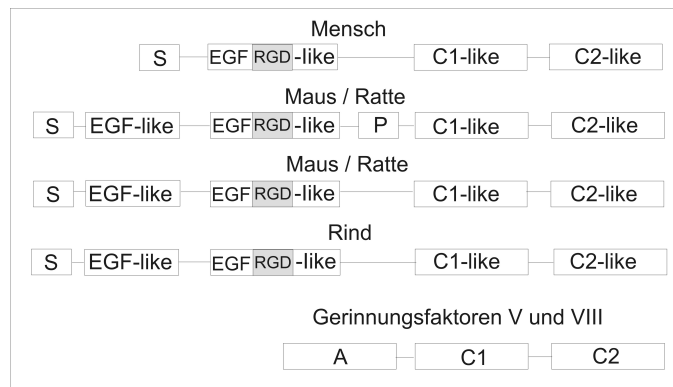 Mensch
S EGF RGD -like C1-like C2-like
Maus / Ratte
S EGF-like EGF RGD -like P C1-like C2-like
Maus / Ratte
S EGF-like EGF RGD -like C1-like C2-like
Rind
S EGF-like EGF RGD -like C1-like C2-like
Gerinnungsfaktoren V und VIII
A C1 C2